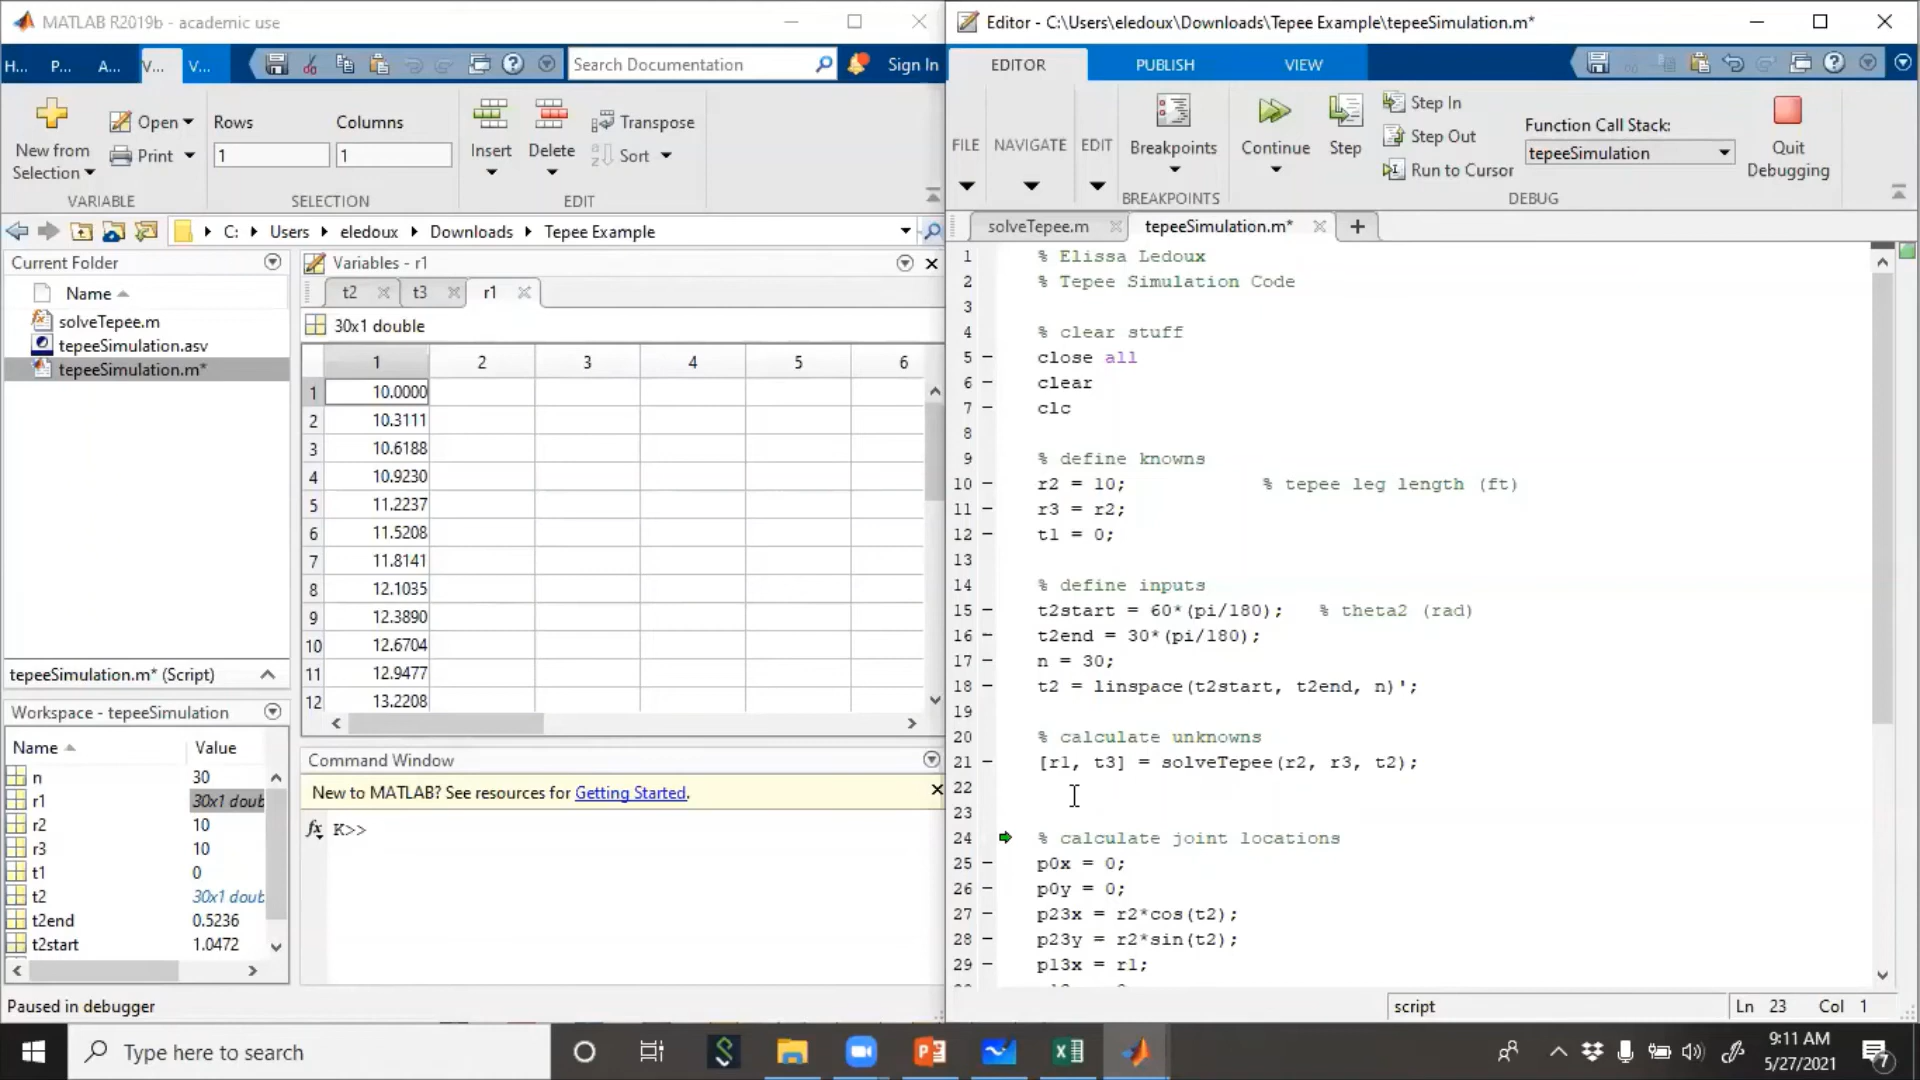 MATLAB R2019b - academic use
H...
P...
A...
V...
V...
Search Documentation
Sign In
New from
Selection
Open
Print
VARIABLE
Rows
Columns
1
1
SELECTION
Insert
Delete
Transpose
Sort
EDIT
C:
Users
eledoux
Downloads
Tepee Example
Current Folder
Name
solveTepee.m
tepeeSimulation.asv
tepeeSimulation.m*
tepeeSimulation.m* (Script)
Workspace - tepeeSimulation
Name Value
n 30
r1 30x1 doub
r2 10
r3 10
t1 0
t2 30x1 doub
t2end 0.5236
t2start 1.0472
Variables - r1
t2
t3
r1
30x1 double
1 2 3 4 5 6
1 10.0000
2 10.3111
3 10.6188
4 10.9230
5 11.2237
6 11.5208
7 11.8141
8 12.1035
9 12.3890
10 12.6704
11 12.9477
12 13.2208
Command Window
New to MATLAB? See resources for Getting Started.
fx K>>
Paused in debugger
Editor - C:\Users\eledoux\Downloads\Tepee Example\tepeeSimulation.m*
EDITOR
PUBLISH
VIEW
FILE
NAVIGATE
EDIT
Breakpoints
BREAKPOINTS
Continue
Step
Step In
Step Out
Run to Cursor
Function Call Stack:
tepeeSimulation
Quit
Debugging
DEBUG
solveTepee.m
tepeeSimulation.m*
1 % Elissa Ledoux
2 % Tepee Simulation Code
3
4 % clear stuff
5 – close all
6 – clear
7 – clc
8
9 % define knowns
10 – r2 = 10; % tepee leg length (ft)
11 – r3 = r2;
12 – t1 = 0;
13
14 % define inputs
15 – t2start = 60*(pi/180); % theta2 (rad)
16 – t2end = 30*(pi/180);
17 – n = 30;
18 – t2 = linspace(t2start, t2end, n)';
19
20 % calculate unknowns
21 – [r1, t3] = solveTepee(r2, r3, t2);
22
23
24 % calculate joint locations
25 – p0x = 0;
26 – p0y = 0;
27 – p23x = r2*cos(t2);
28 – p23y = r2*sin(t2);
29 – p13x = r1;
script
Ln 23 Col 1
Type here to search
9:11 AM
5/27/2021
7